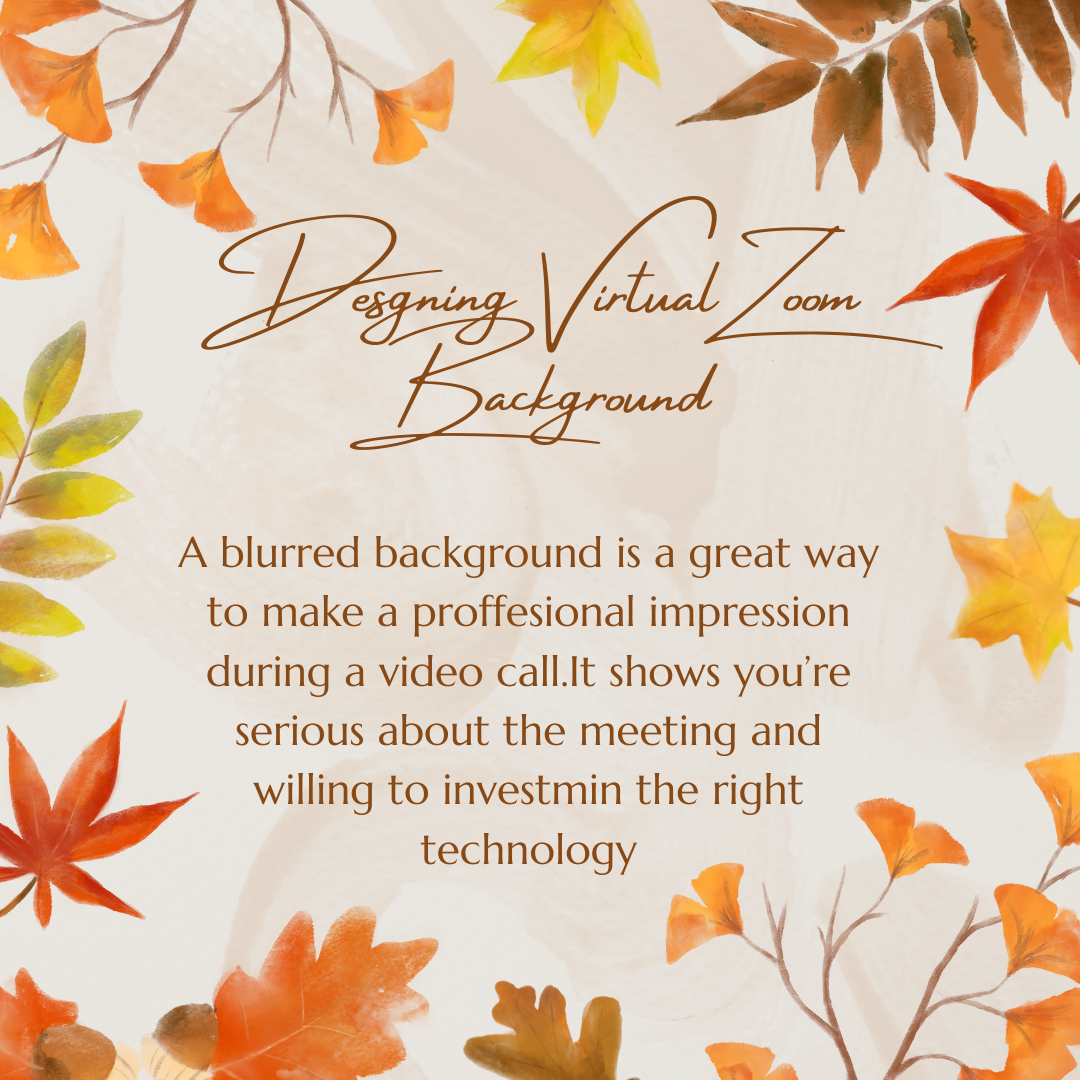 Desgning Virtual Zoom
Background
A blurred background is a great way
to make a proffesional impression
during a video call.It shows you’re
serious about the meeting and
willing to investmin the right
technology